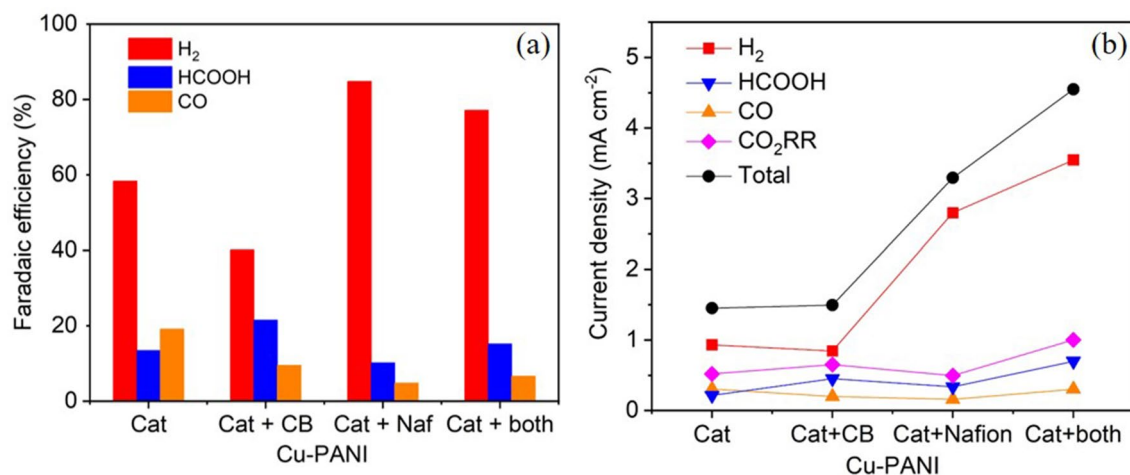 (a)
H₂
HCOOH
CO
100
80
60
40
20
0
Faradaic efficiency (%)
Cat
Cat + CB
Cat + Naf
Cat + both
Cu-PANI
(b)
H₂
HCOOH
CO
CO₂RR
Total
5
4
3
2
1
0
Current density (mA cm⁻²)
Cat
Cat+CB
Cat+Nafion
Cat+both
Cu-PANI